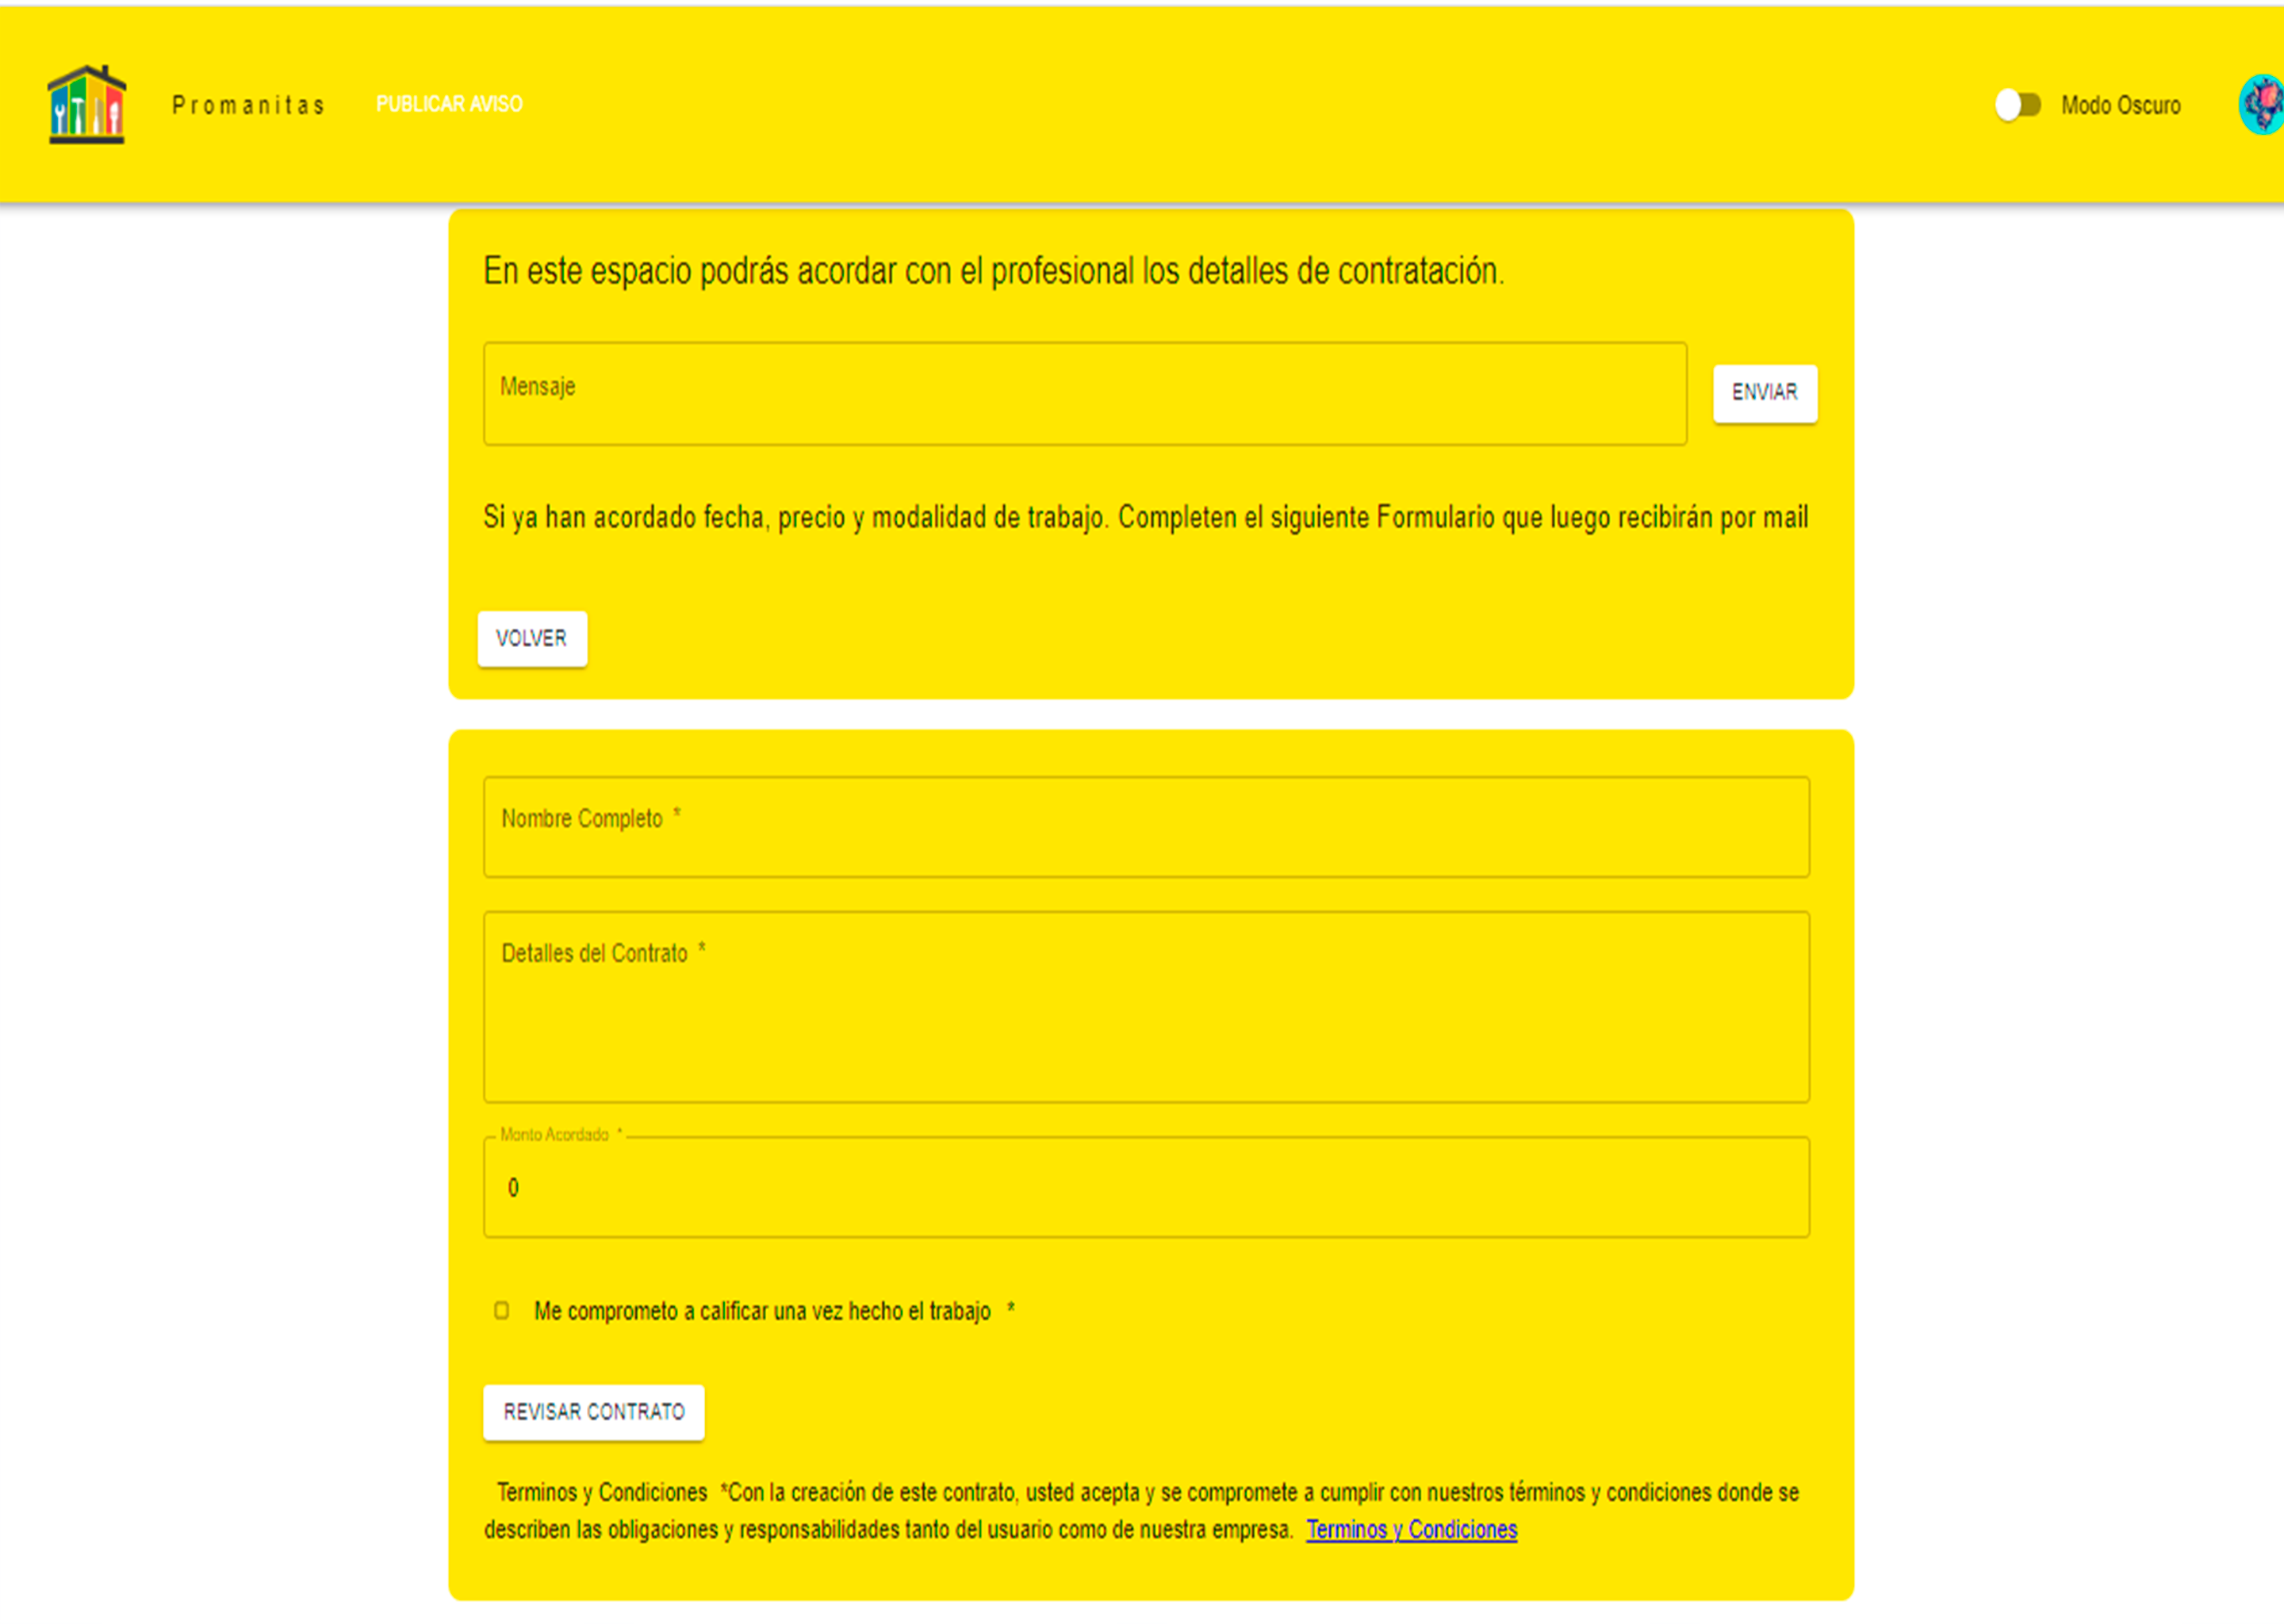 Promanitas PUBLICAR AVISO Modo Oscuro
En este espacio podrás acordar con el profesional los detalles de contratación.
Mensaje
ENVIAR
Si ya han acordado fecha, precio y modalidad de trabajo. Completen el siguiente Formulario que luego recibirán por mail
VOLVER
Nombre Completo *
Detalles del Contrato *
Monto Acordado *
0
Me comprometo a calificar una vez hecho el trabajo *
REVISAR CONTRATO
Terminos y Condiciones *Con la creación de este contrato, usted acepta y se compromete a cumplir con nuestros términos y condiciones donde se
describen las obligaciones y responsabilidades tanto del usuario como de nuestra empresa. Terminos y Condiciones